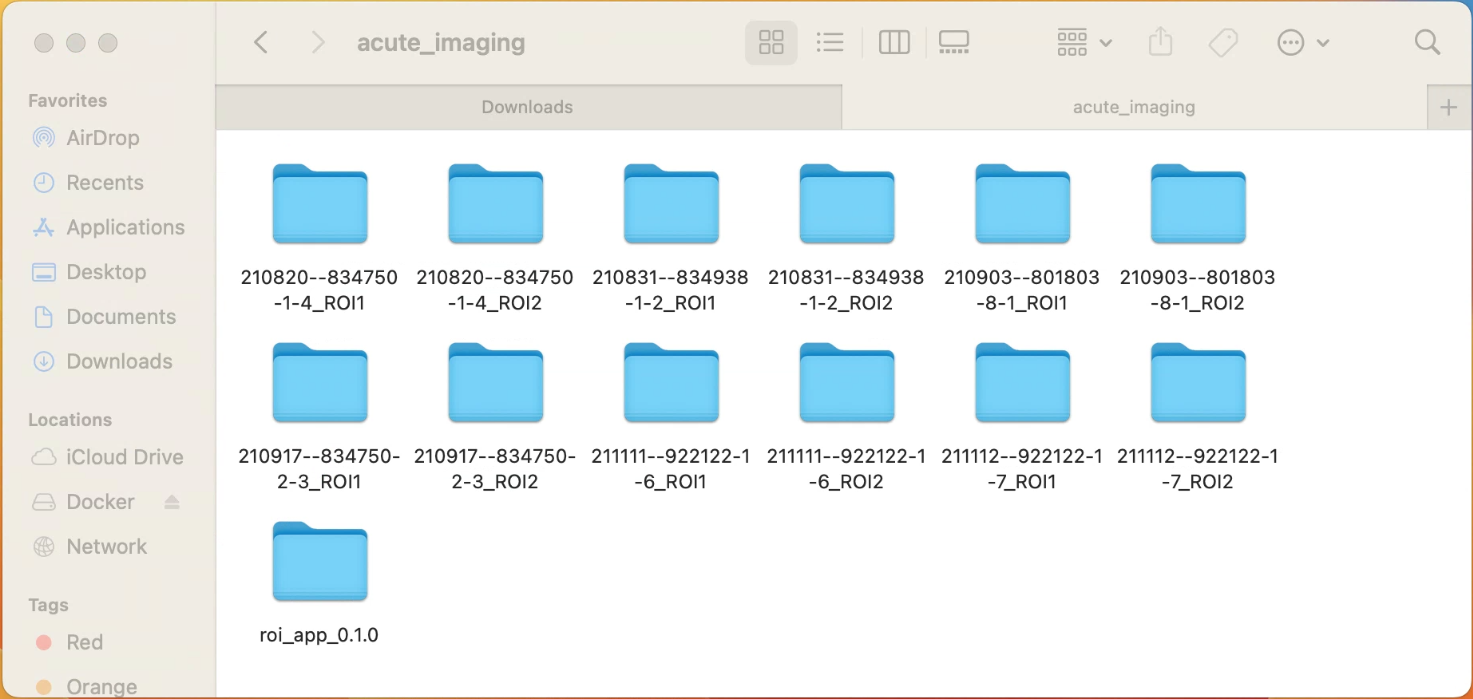 acute_imaging
Downloads
acute_imaging
Favorites
AirDrop
Recents
Applications
Desktop
Documents
Downloads
Locations
iCloud Drive
Docker
Network
Tags
Red
Orange
210820--834750
-1-4_ROI1
210820--834750
-1-4_ROI2
210831--834938
-1-2_ROI1
210831--834938
-1-2_ROI2
210903--801803
-8-1_ROI1
210903--801803
-8-1_ROI2
210917--834750-
2-3_ROI1
210917--834750-
2-3_ROI2
211111--922122-1
-6_ROI1
211111--922122-1
-6_ROI2
211112--922122-1
-7_ROI1
211112--922122-1
-7_ROI2
roi_app_0.1.0